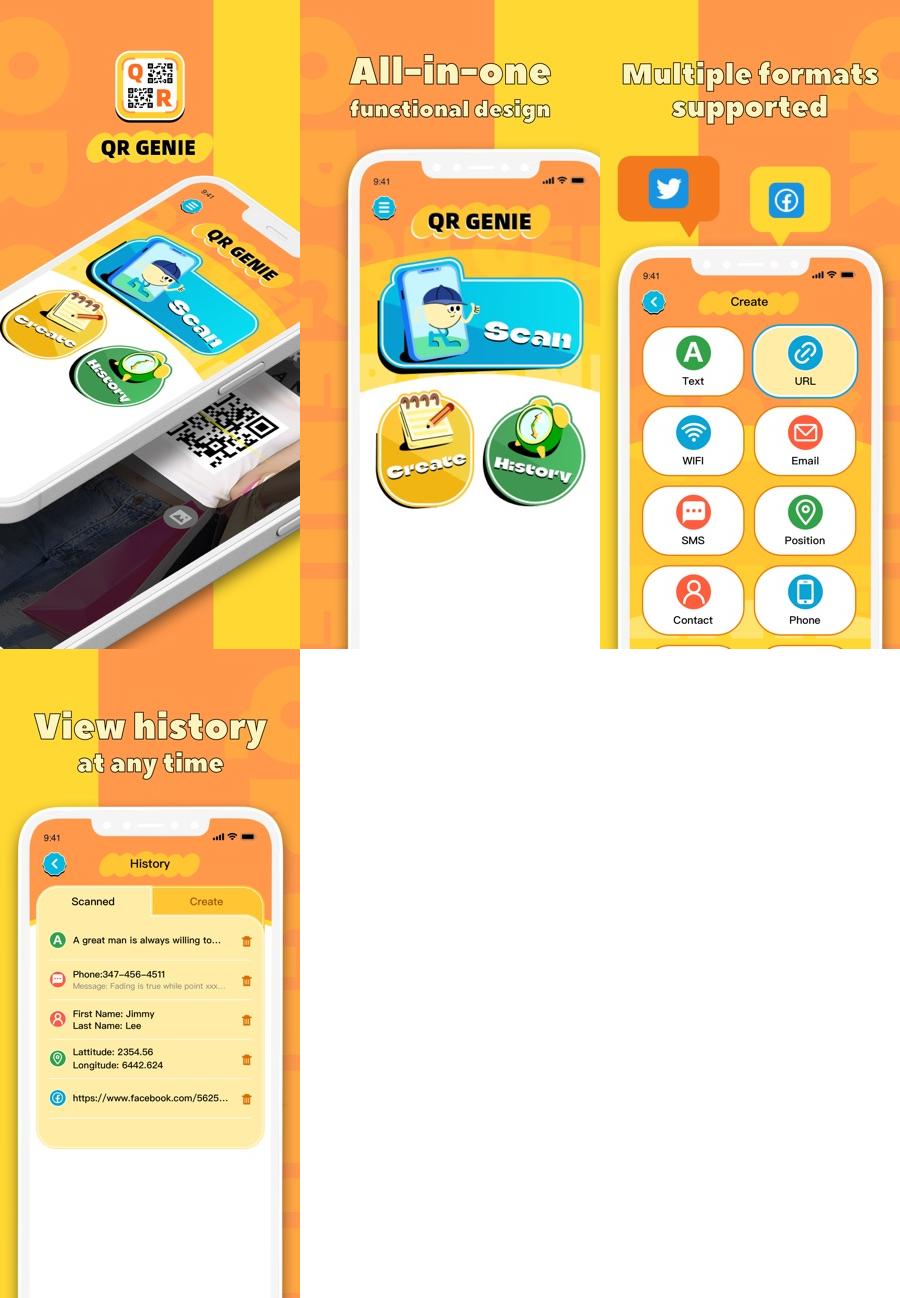 Q
R
QR GENIE
9:41
QR GENIE
Scan
Create
History
All-in-one
functional design
9:41
QR GENIE
Scan
Create
History
Multiple formats
supported
9:41
Create
A
Text
URL
WIFI
Email
SMS
Position
Contact
Phone
View history
at any time
9:41
History
Scanned
Create
A
A great man is always willing to...
Phone:347-456-4511
Message: Fading is true while point xxx...
First Name: Jimmy
Last Name: Lee
Lattitude: 2354.56
Longitude: 6442.624
https://www.facebook.com/5625...